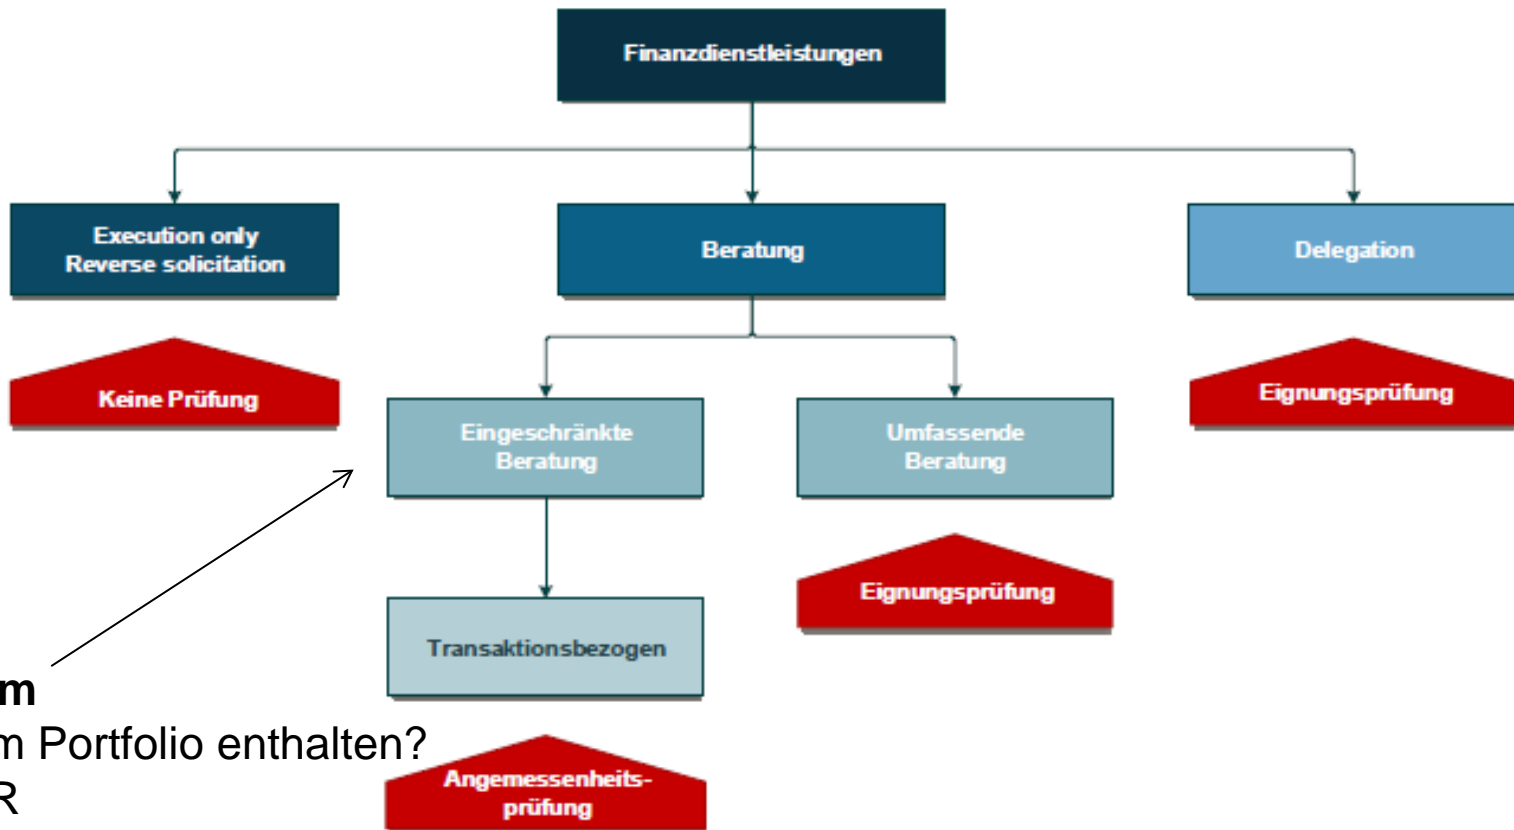 Finanzdienstleistungen
Execution only
Reverse solicitation
Beratung
Delegation
Keine Prüfung
Eignungsprüfung
Eingeschränkte
Beratung
Umfassende
Beratung
Eignungsprüfung
Transaktionsbezogen
m
m Portfolio enthalten?
R
Angemessenheits-
prüfung